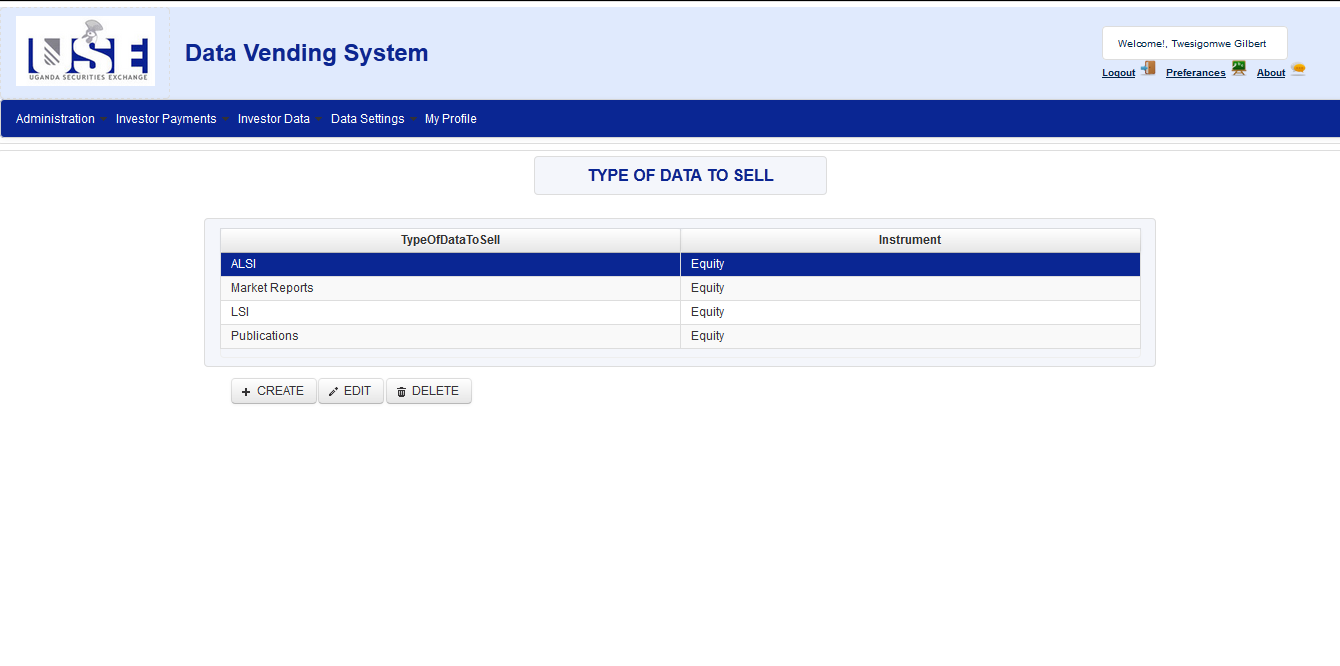 USE
UGANDA SECURITIES EXCHANGE
Data Vending System
Welcome!, Twesigomwe Gilbert
Logout Preferances About
Administration Investor Payments Investor Data Data Settings My Profile
TYPE OF DATA TO SELL
TypeOfDataToSell Instrument
ALSI Equity
Market Reports Equity
LSI Equity
Publications Equity
CREATE EDIT DELETE